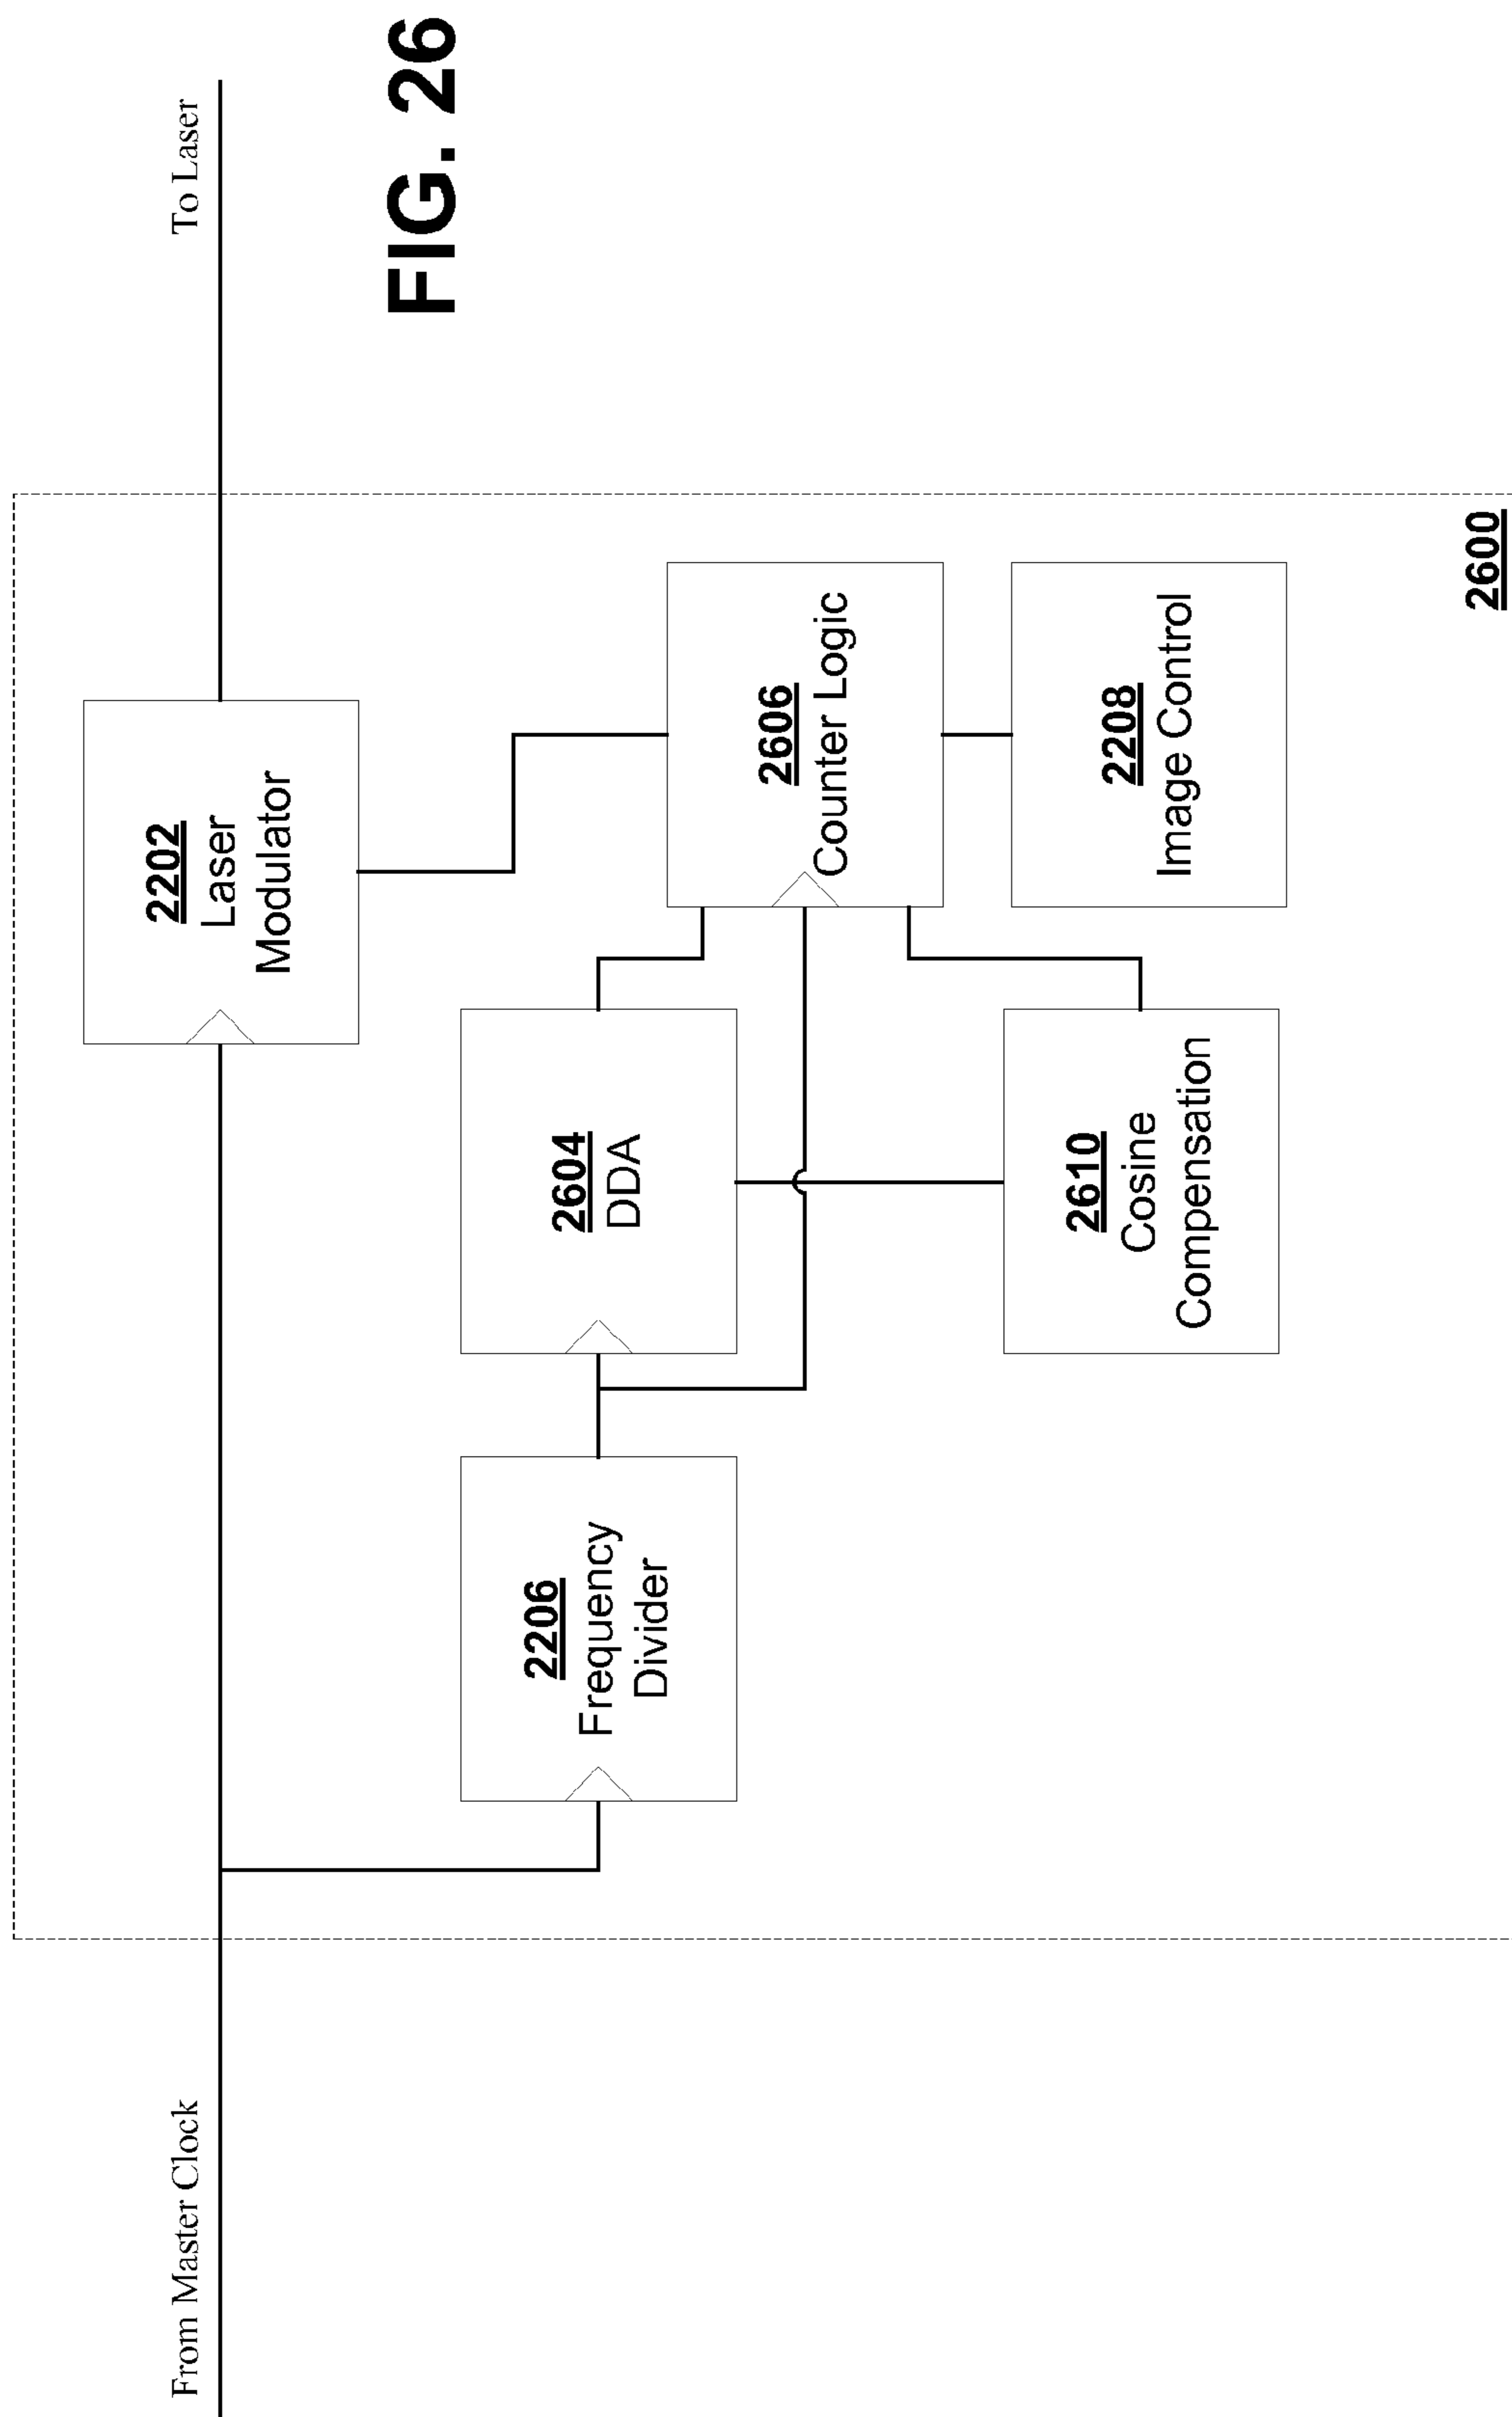 From Master Clock
To Laser
2202
Laser
Modulator
FIG. 26
2206
Frequency
Divider
2604
DDA
2606
Counter Logic
2610
Cosine
Compensation
2208
Image Control
2600